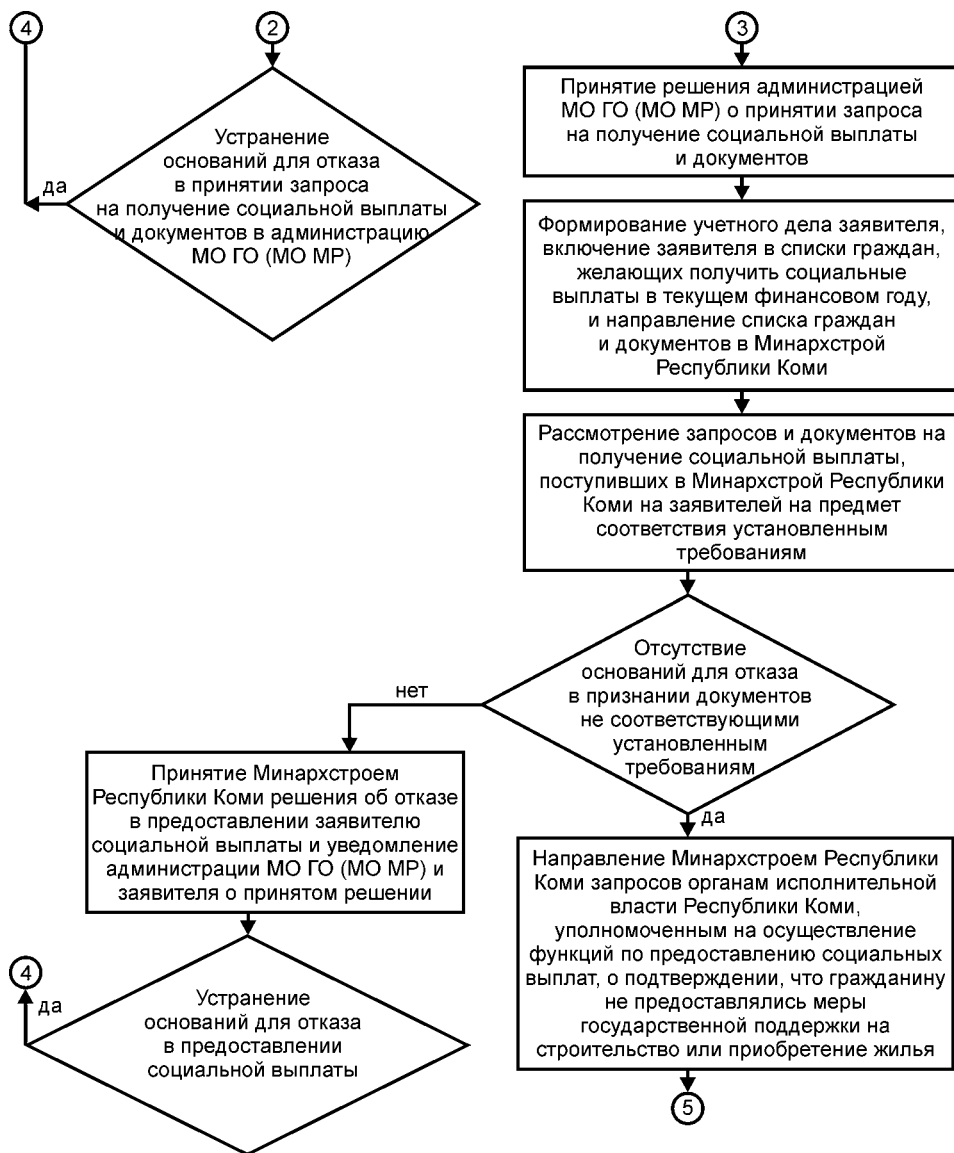 4
2
Устранение
оснований для отказа
в принятии запроса
на получение социальной выплаты
и документов в администрацию
МО ГО (МО МР)
да
3
Принятие решения администрацией
МО ГО (МО МР) о принятии запроса
на получение социальной выплаты
и документов
Формирование учетного дела заявителя,
включение заявителя в списки граждан,
желающих получить социальные
выплаты в текущем финансовом году,
и направление списка граждан
и документов в Минархстрой
Республики Коми
Рассмотрение запросов и документов на
получение социальной выплаты,
поступивших в Минархстрой Республики
Коми на заявителей на предмет
соответствия установленным
требованиям
Отсутствие
оснований для отказа
в признании документов
не соответствующими
установленным
требованиям
нет
Принятие Минархстроем
Республики Коми решения об отказе
в предоставлении заявителю
социальной выплаты и уведомление
администрации МО ГО (МО МР) и
заявителя о принятом решении
4
да
Устранение
оснований для отказа
в предоставлении
социальной выплаты
да
Направление Минархстроем Республики
Коми запросов органам исполнительной
власти Республики Коми,
уполномоченным на осуществление
функций по предоставлению социальных
выплат, о подтверждении, что гражданину
не предоставлялись меры
государственной поддержки на
строительство или приобретение жилья
5